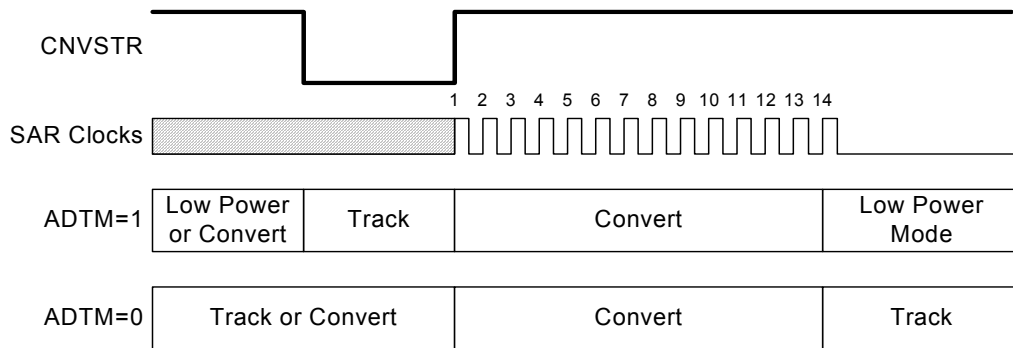 CNVSTR
1 2 3 4 5 6 7 8 9 10 11 12 13 14
SAR Clocks
ADTM=1
Low Power
or Convert
Track
Convert
Low Power
Mode
ADTM=0
Track or Convert
Convert
Track